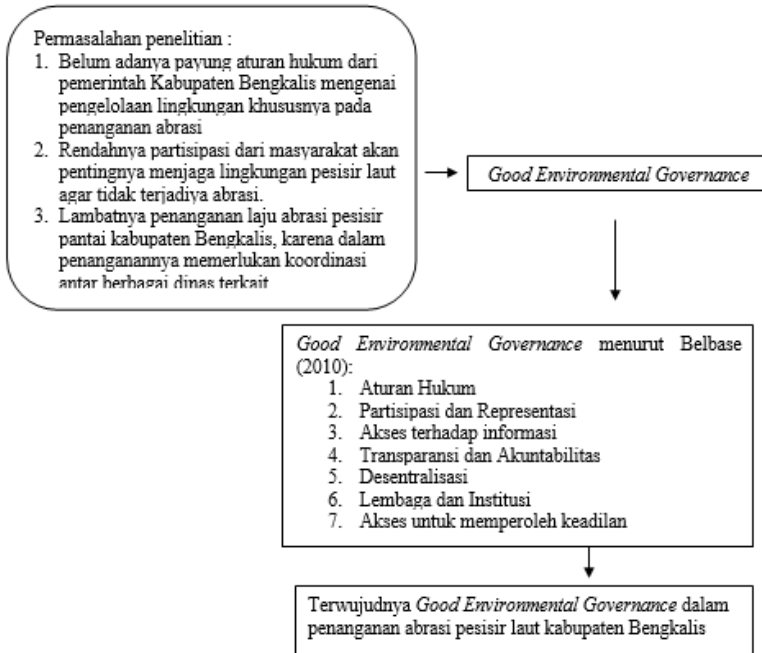 Permasalahan penelitian :
1. Belum adanya payung aturan hukum dari
pemerintah Kabupaten Bengkalis mengenai
pengelolaan lingkungan khususnya pada
penanganan abrasi
2. Rendahnya partisipasi dari masyarakat akan
pentingnya menjaga lingkungan pesisir laut
agar tidak terjadiya abrasi.
3. Lambatnya penanganan laju abrasi pesisir
pantai kabupaten Bengkalis, karena dalam
penanganannya memerlukan koordinasi
antar berbagai dinas terkait
Good Environmental Governance
Good Environmental Governance menurut Belbase
(2010):
1. Aturan Hukum
2. Partisipasi dan Representasi
3. Akses terhadap informasi
4. Transparansi dan Akuntabilitas
5. Desentralisasi
6. Lembaga dan Institusi
7. Akses untuk memperoleh keadilan
Terwujudnya Good Environmental Governance dalam
penanganan abrasi pesisir laut kabupaten Bengkalis